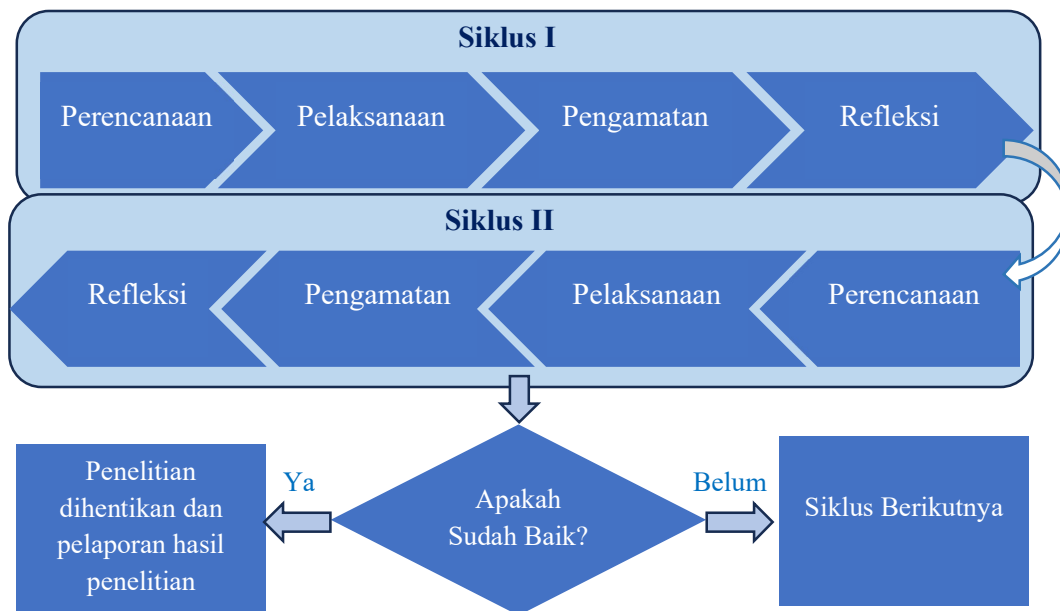 Siklus I
Perencanaan
Pelaksanaan
Pengamatan
Refleksi
Siklus II
Refleksi
Pengamatan
Pelaksanaan
Perencanaan
Penelitian
dihentikan dan
pelaporan hasil
penelitian
Ya
Apakah
Sudah Baik?
Belum
Siklus Berikutnya